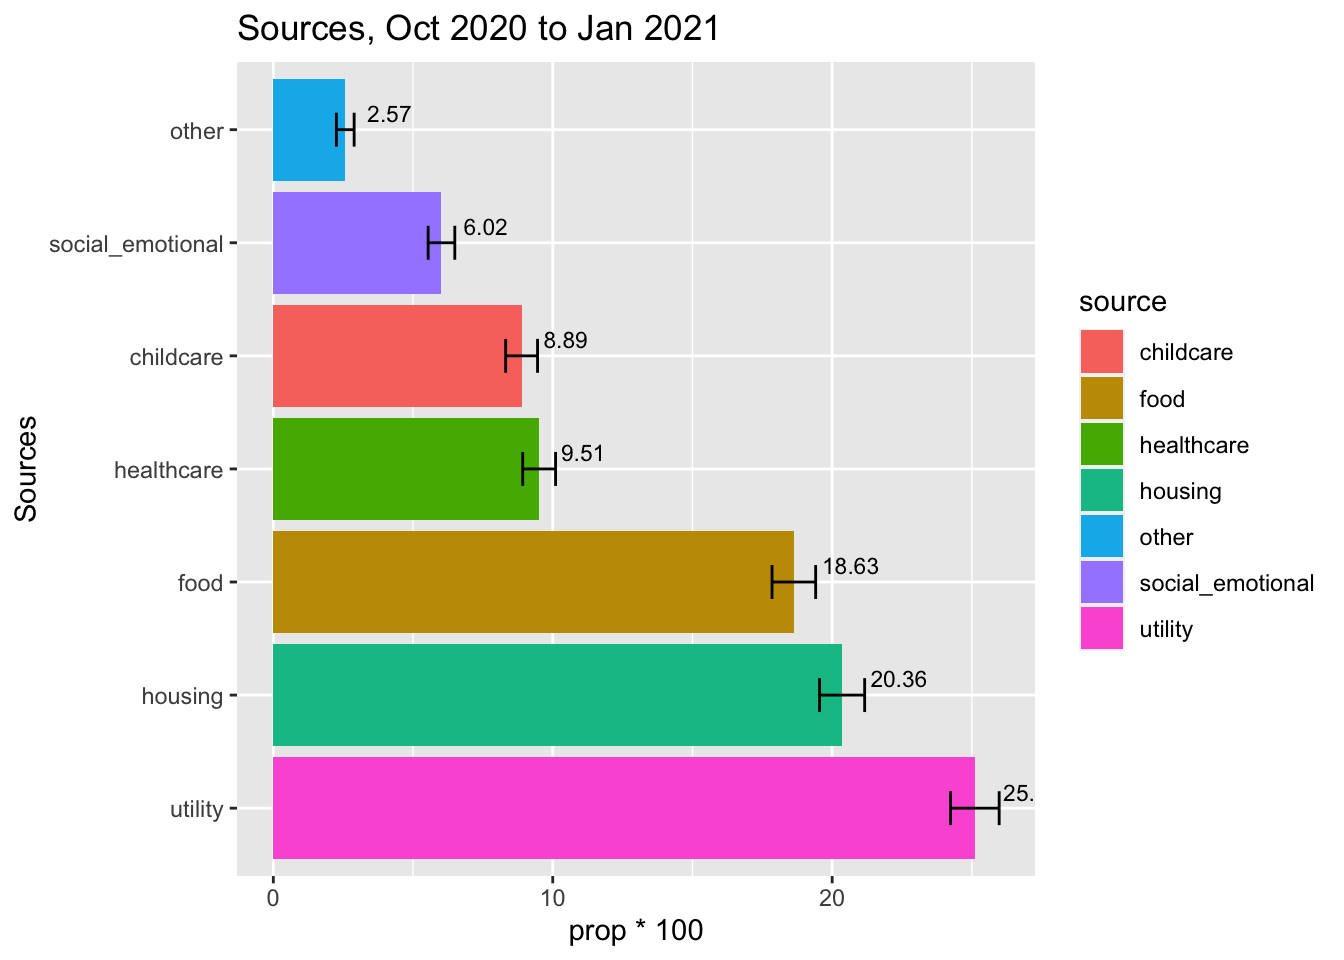 Sources, Oct 2020 to Jan 2021
other
2.57
social_emotional
6.02
childcare
8.89
healthcare
9.51
food
18.63
housing
20.36
utility
25.
0
10
20
prop * 100
Sources
source
childcare
food
healthcare
housing
other
social_emotional
utility